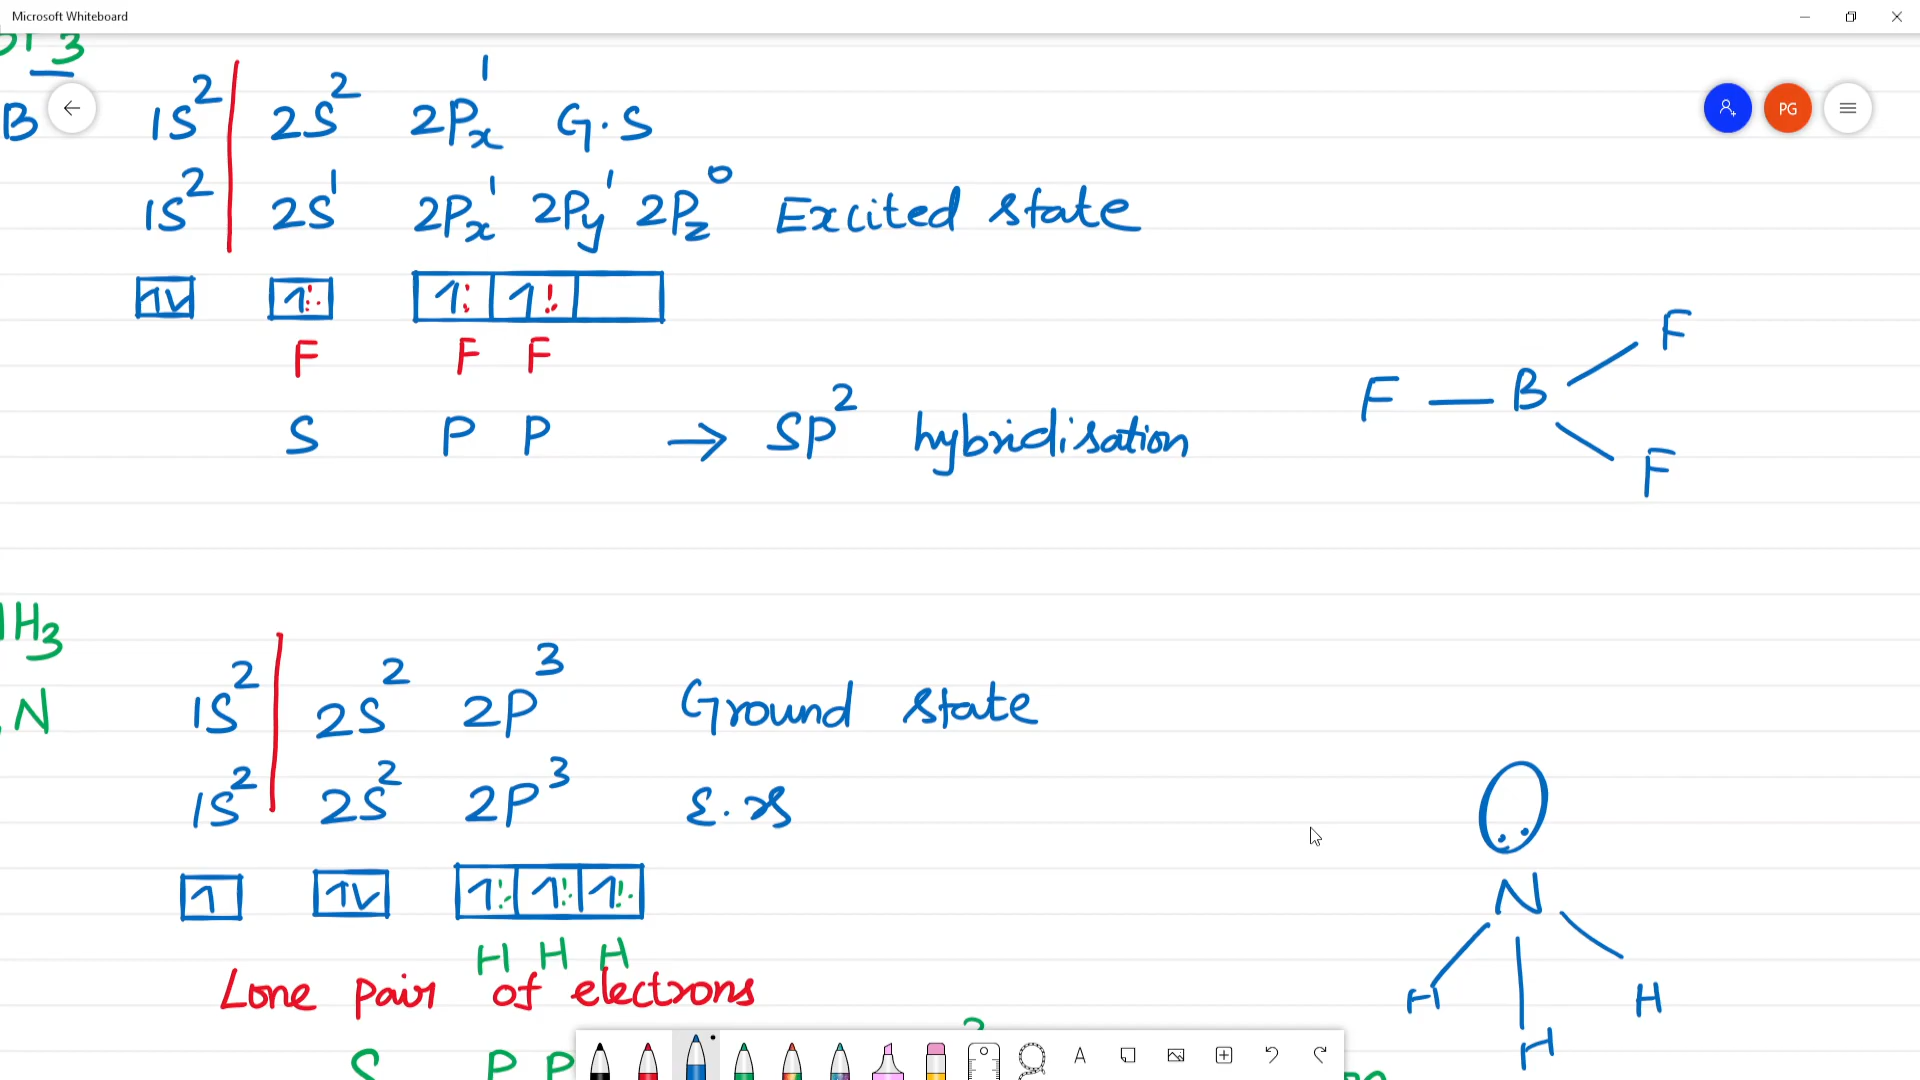 Microsoft Whiteboard
3
B 1S² 2S² 2Px¹ G.S
PG
1S² 2S¹ 2Px¹ 2Py¹ 2Pz⁰ Excited state
F F F
F
F — B
S P P → SP² hybridisation
F
H3
N 1S² 2S² 2P³ Ground state
1S² 2S² 2P³
N
H H H
Lone pair of electrons
H H
H
S P P
A